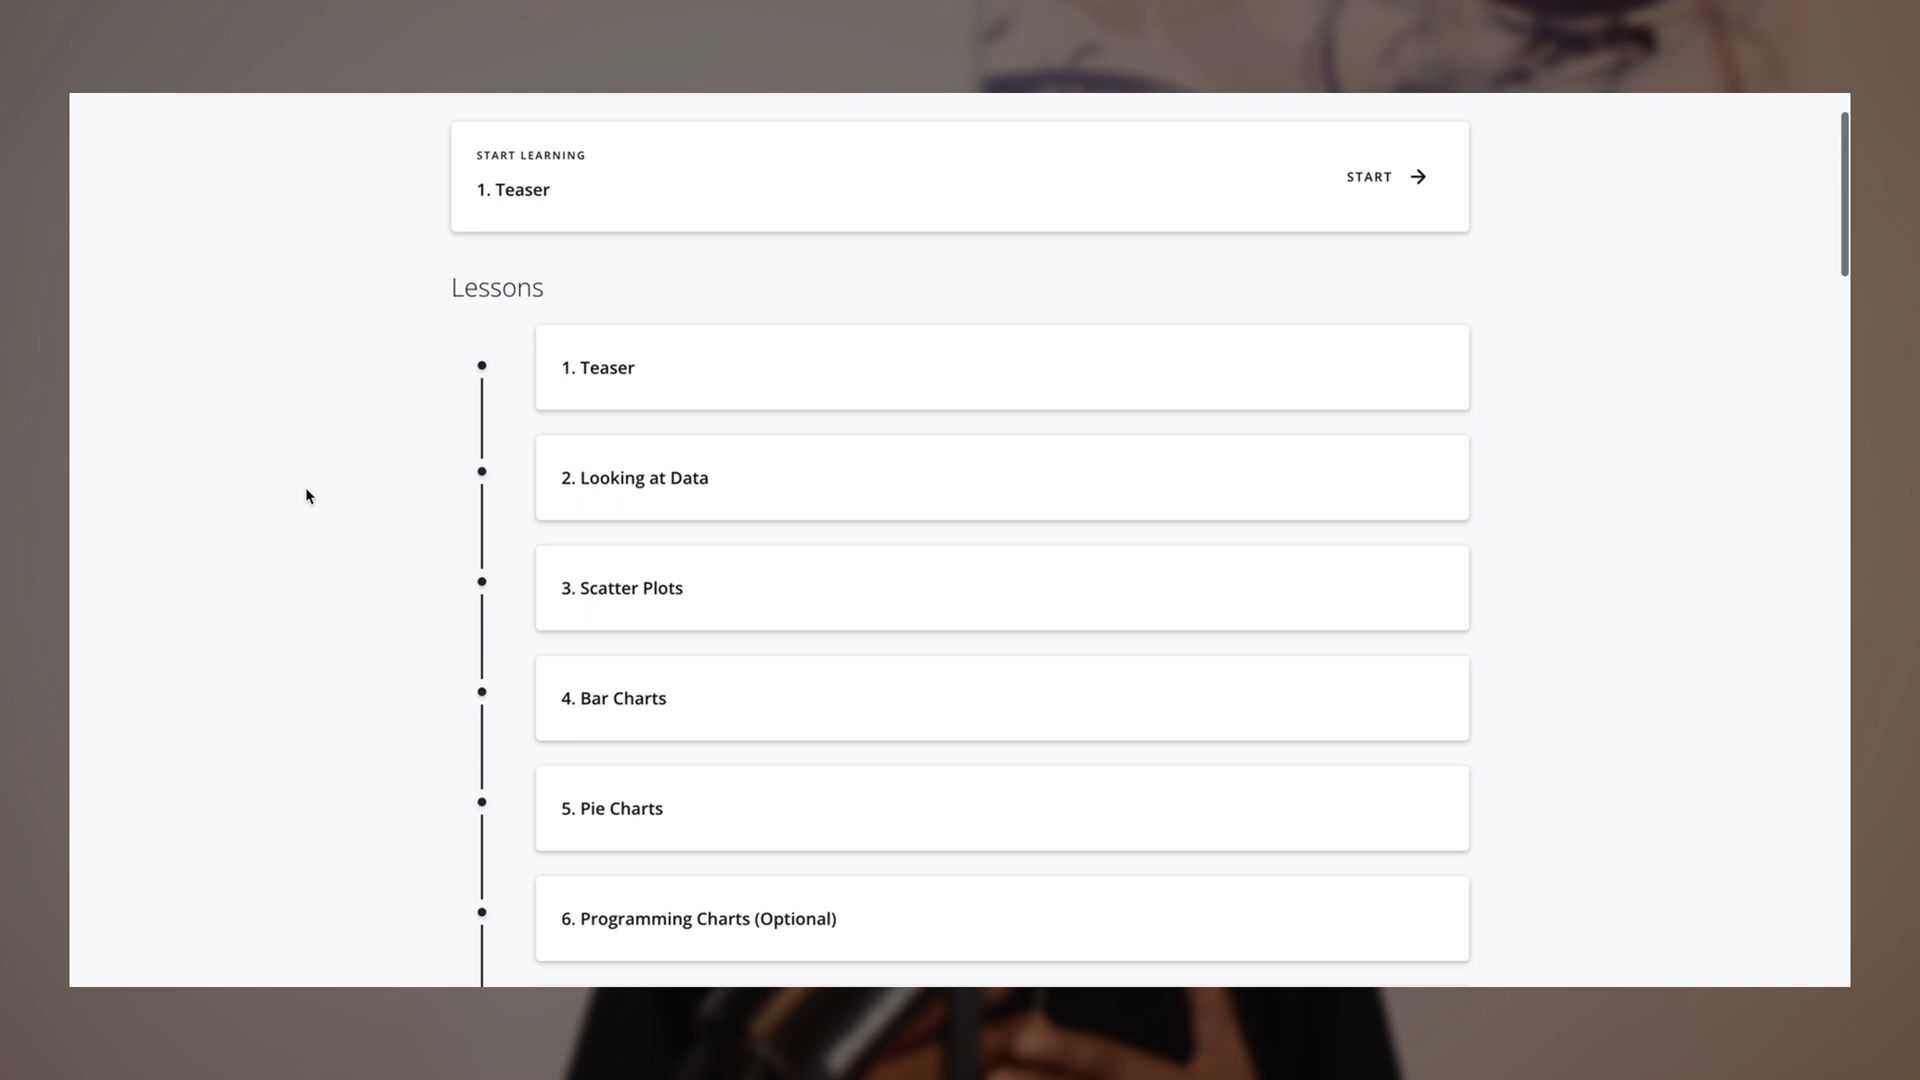 START LEARNING
1. Teaser
START
Lessons
1. Teaser
2. Looking at Data
3. Scatter Plots
4. Bar Charts
5. Pie Charts
6. Programming Charts (Optional)